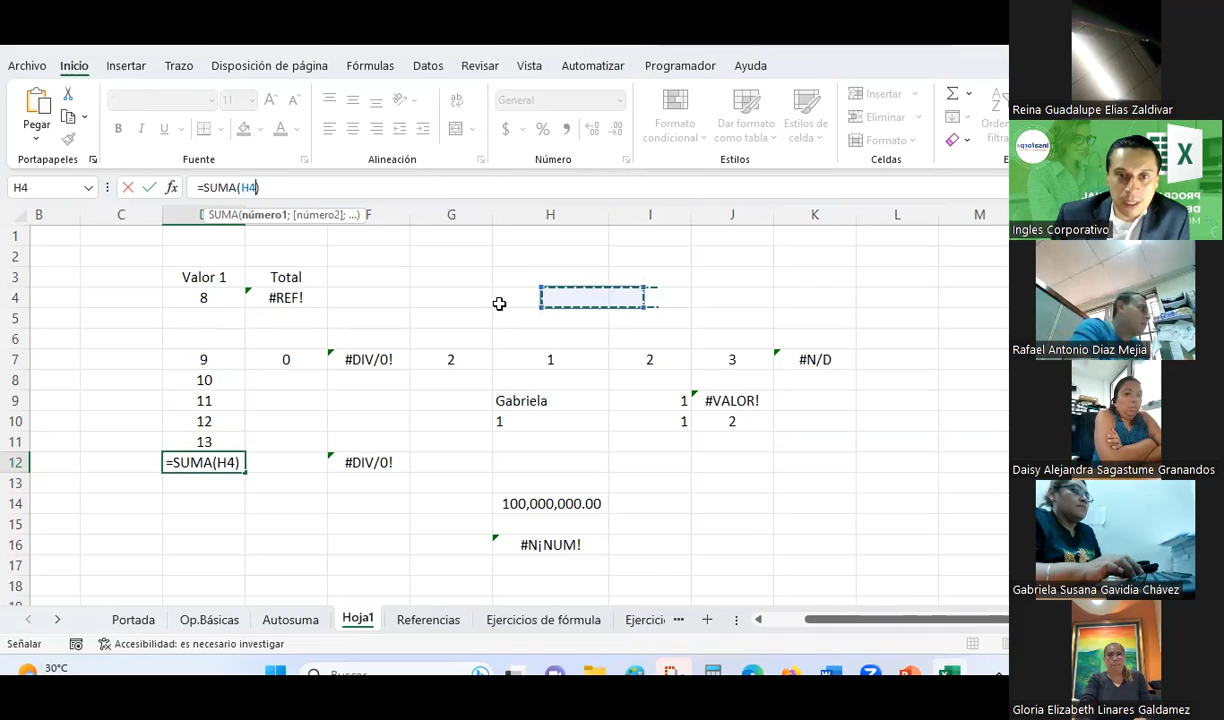 Archivo Inicio Insertar Trazo Disposición de página Fórmulas Datos Revisar Vista Automatizar Programador Ayuda
Pegar
11
General
Formato condicional
Dar formato como tabla
Estilos de celda
Insertar
Eliminar
Formato
Portapapeles Fuente Alineación Número Estilos Celdas
H4 =SUMA(H4)
SUMA(número1; [número2]; ...)
B C F G H I J K L M
1
2
3 Valor 1 Total
4 8 #REF!
5
6
7 9 0 #DIV/0! 2 1 2 3 #N/D
8 10
9 11 Gabriela 1 #VALOR!
10 12 1 1 2
11 13
12 =SUMA(H4) #DIV/0!
13
14 100,000,000.00
15
16 #N¡NUM!
17
18
Portada Op.Básicas Autosuma Hoja1 Referencias Ejercicios de fórmula Ejercici
Señalar Accesibilidad: es necesario investigar
30°C
Reina Guadalupe Elias Zaldivar
Ingles Corporativo
Rafael Antonio Diaz Mejia
Daisy Alejandra Sagastume Granandos
Gabriela Susana Gavidia Chávez
Gloria Elizabeth Linares Galdamez